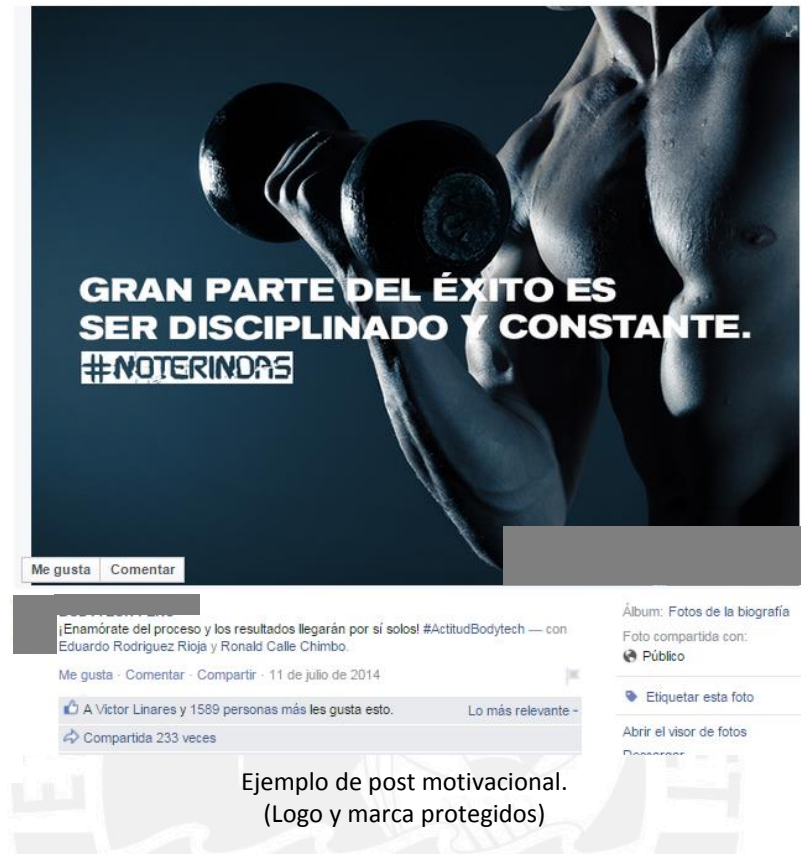 GRAN PARTE DEL ÉXITO ES
SER DISCIPLINADO Y CONSTANTE.
#NOTERINDAS
Me gusta Comentar
¡Enamórate del proceso y los resultados llegarán por sí solos! #ActitudBodytech — con
Eduardo Rodriguez Rioja y Ronald Calle Chimbo.
Me gusta · Comentar · Compartir · 11 de julio de 2014
A Victor Linares y 1589 personas más les gusta esto.
Lo más relevante
Compartida 233 veces
Álbum: Fotos de la biografía
Foto compartida con:
Público
Etiquetar esta foto
Abrir el visor de fotos
Ejemplo de post motivacional.
(Logo y marca protegidos)